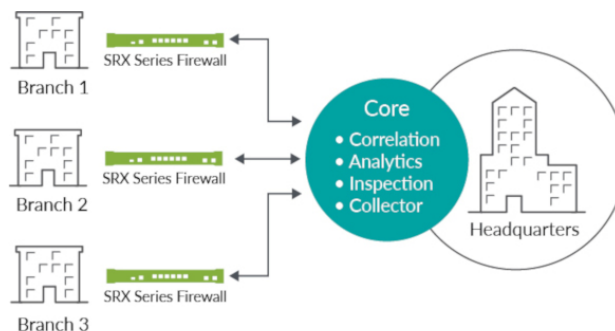 SRX Series Firewall
Branch 1
Core
• Correlation
• Analytics
• Inspection
• Collector
SRX Series Firewall
Branch 2
Headquarters
SRX Series Firewall
Branch 3